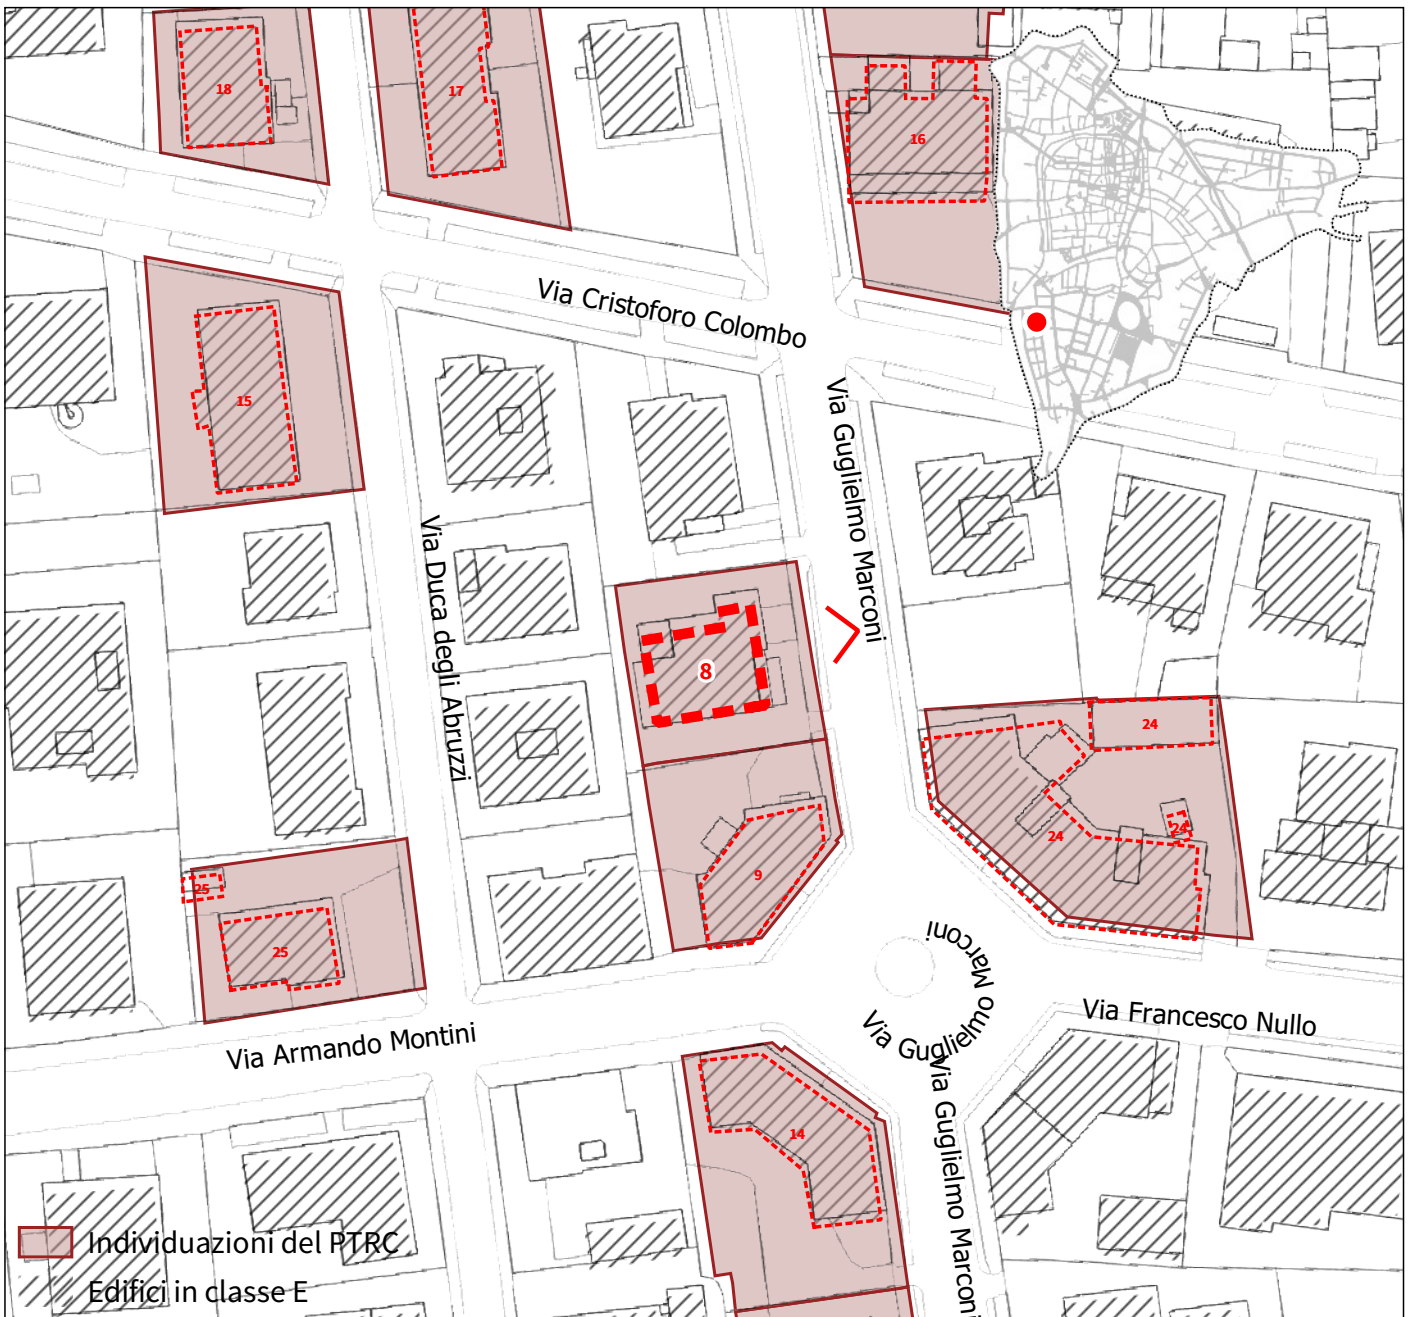 18
17
16
Via Cristoforo Colombo
15
Via Guglielmo Marconi
Via Duca degli Abruzzi
8
24
24
24
9
25
25
Via Guglielmo Marconi
Via Francesco Nullo
Via Armando Montini
Via Guglielmo Marconi
14
Individuazioni del PTRC
Edifici in classe E